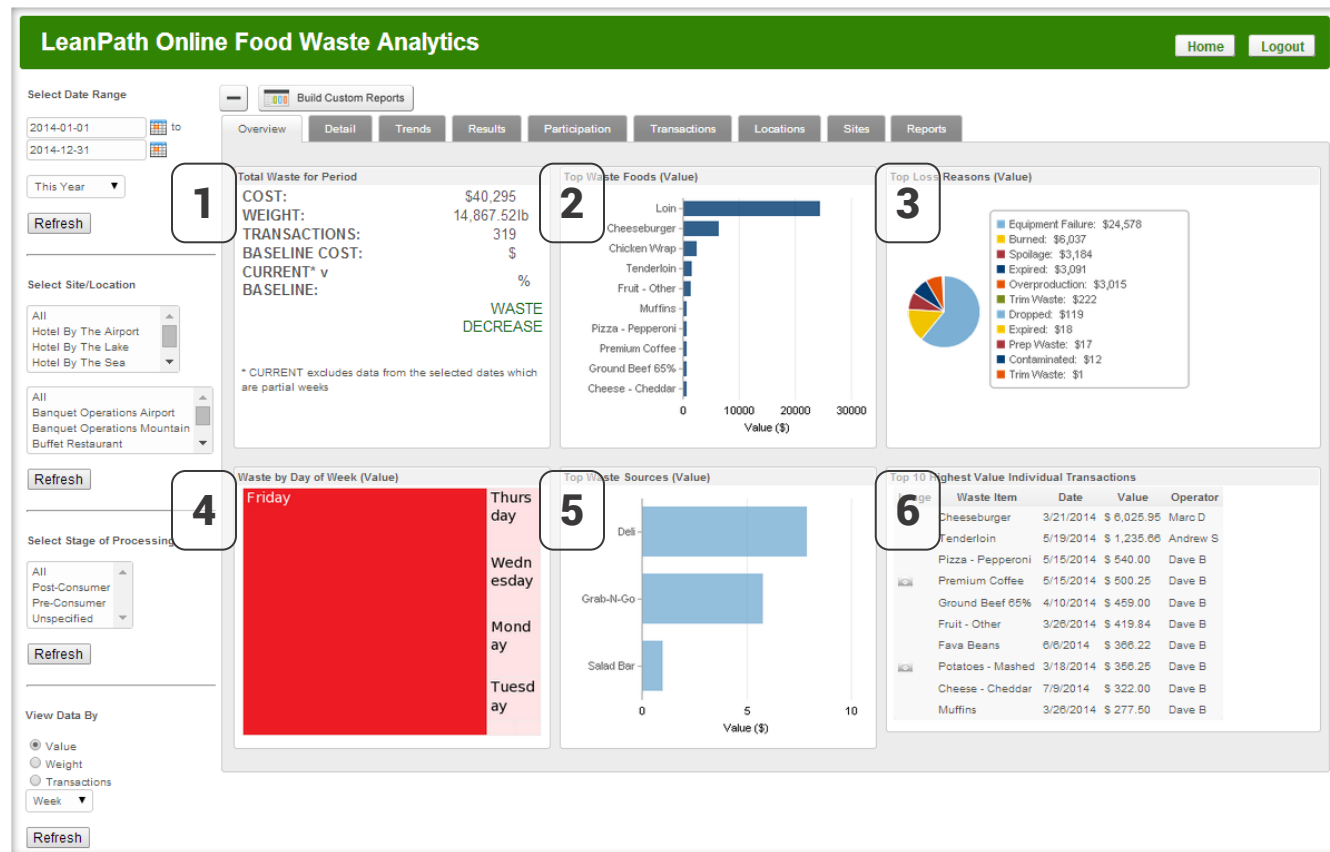 LeanPath Online Food Waste Analytics
Home
Logout
Select Date Range
2014-01-01
to
2014-12-31
This Year
Refresh
Select Site/Location
All
Hotel By The Airport
Hotel By The Lake
Hotel By The Sea
All
Banquet Operations Airport
Banquet Operations Mountain
Buffet Restaurant
Refresh
Select Stage of Processing
All
Post-Consumer
Pre-Consumer
Unspecified
Refresh
View Data By
Value
Weight
Transactions
Week
Refresh
Build Custom Reports
Overview Detail Trends Results Participation Transactions Locations Sites Reports
1
Total Waste for Period
COST: $40,295
WEIGHT: 14,867.52lb
TRANSACTIONS: 319
BASELINE COST: $
CURRENT* v
BASELINE: %
WASTE
DECREASE
* CURRENT excludes data from the selected dates which
are partial weeks
2
Top Waste Foods (Value)
Loin
Cheeseburger
Chicken Wrap
Tenderloin
Fruit - Other
Muffins
Pizza - Pepperoni
Premium Coffee
Ground Beef 65%
Cheese - Cheddar
0 10000 20000 30000
Value ($)
3
Top Loss Reasons (Value)
Equipment Failure: $24,578
Burned: $6,037
Spoilage: $3,184
Expired: $3,091
Overproduction: $3,015
Trim Waste: $222
Dropped: $119
Expired: $18
Prep Waste: $17
Contaminated: $12
Trim Waste: $1
4
Waste by Day of Week (Value)
Friday
Thurs
day
Wedn
esday
Mond
ay
Tuesd
ay
5
Top Waste Sources (Value)
Deli
Grab-N-Go
Salad Bar
0 5 10
Value ($)
6
Top 10 Highest Value Individual Transactions
Waste Item Date Value Operator
Cheeseburger 3/21/2014 $ 6,025.95 Marc D
Tenderloin 5/19/2014 $ 1,235.66 Andrew S
Pizza - Pepperoni 5/15/2014 $ 540.00 Dave B
Premium Coffee 5/15/2014 $ 500.25 Dave B
Ground Beef 65% 4/10/2014 $ 459.00 Dave B
Fruit - Other 3/26/2014 $ 419.84 Dave B
Fava Beans 6/6/2014 $ 366.22 Dave B
Potatoes - Mashed 3/18/2014 $ 356.25 Dave B
Cheese - Cheddar 7/9/2014 $ 322.00 Dave B
Muffins 3/26/2014 $ 277.50 Dave B